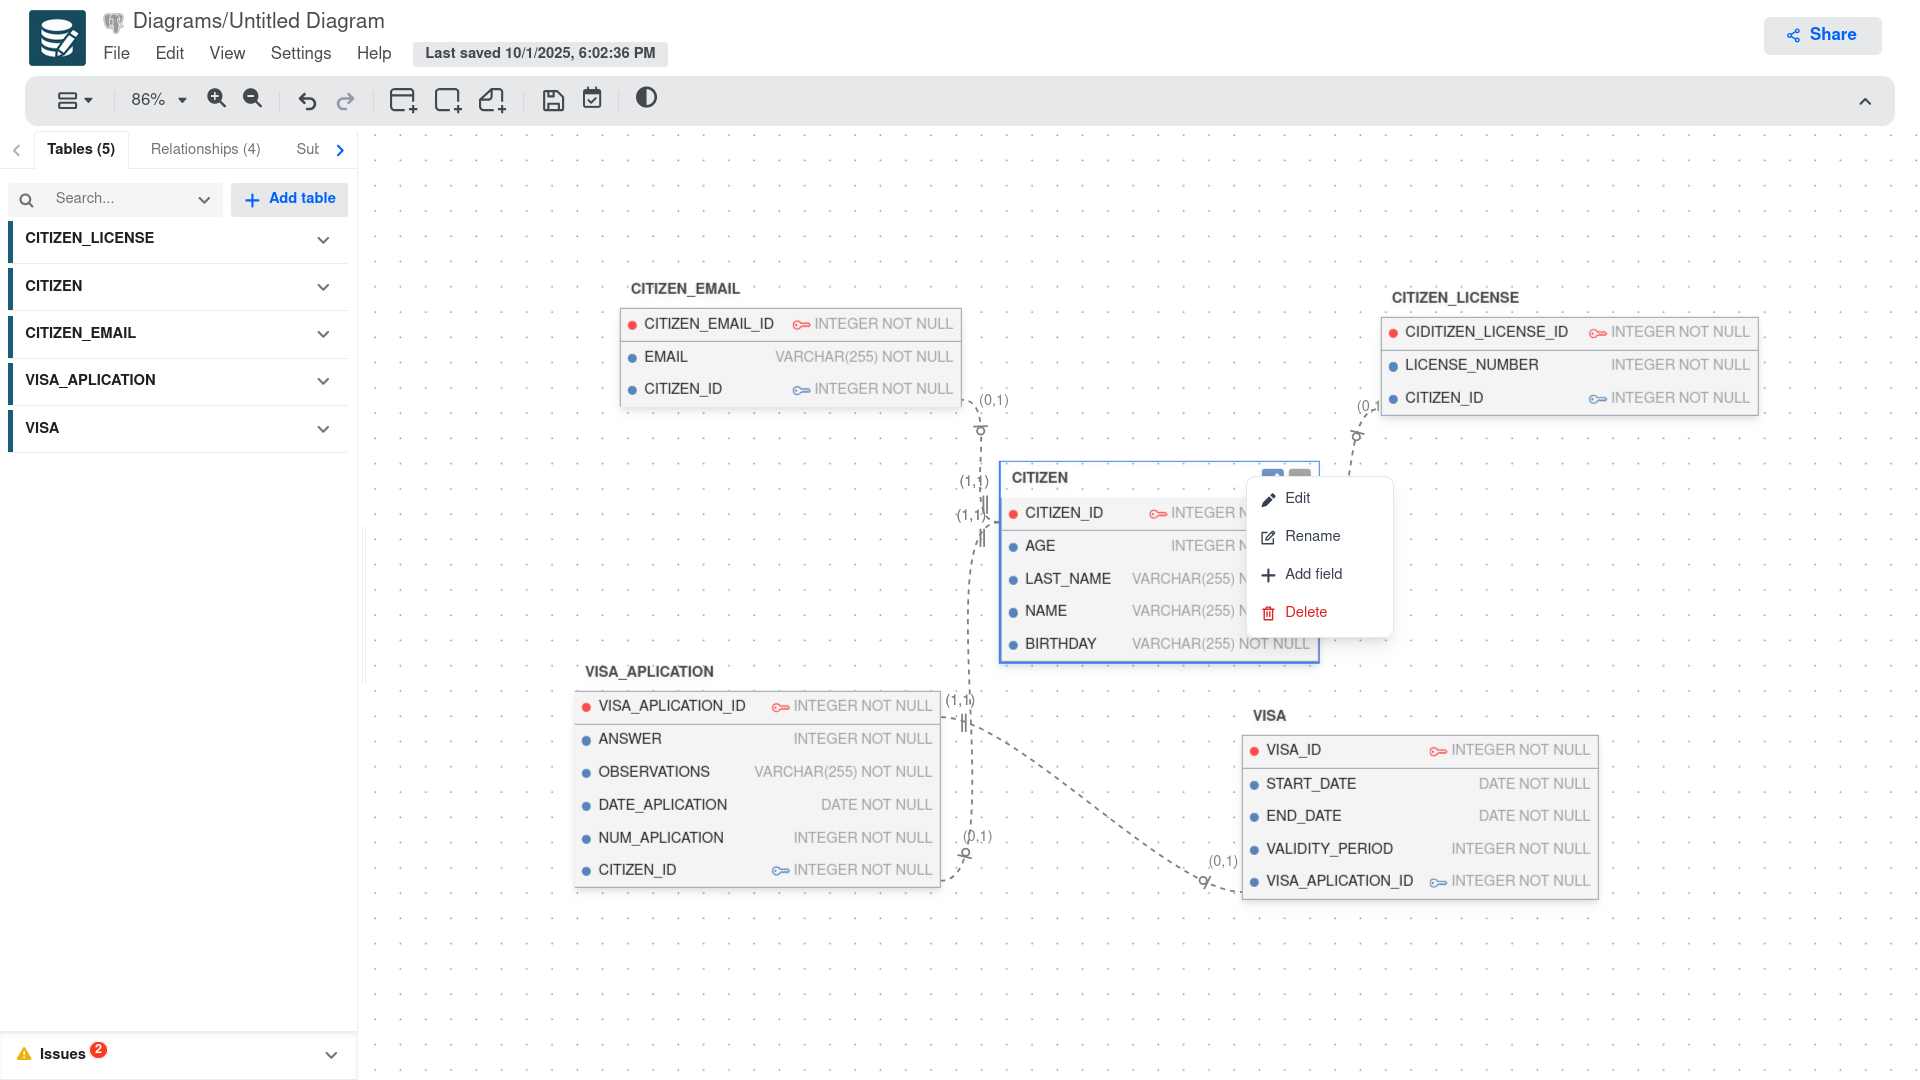 Diagrams/Untitled Diagram
File Edit View Settings Help Last saved 10/1/2025, 6:02:36 PM
Share
86%
Tables (5) Relationships (4) Sub
Search... Add table
CITIZEN_LICENSE
CITIZEN
CITIZEN_EMAIL
VISA_APLICATION
VISA
Issues 2
CITIZEN_EMAIL
CITIZEN_EMAIL_ID INTEGER NOT NULL
EMAIL VARCHAR(255) NOT NULL
CITIZEN_ID INTEGER NOT NULL
(0,1)
CITIZEN_LICENSE
CIDITIZEN_LICENSE_ID INTEGER NOT NULL
LICENSE_NUMBER INTEGER NOT NULL
CITIZEN_ID INTEGER NOT NULL
(0,1
(1,1)
(1,1)
CITIZEN
CITIZEN_ID INTEGER N
AGE INTEGER N
LAST_NAME VARCHAR(255) N
NAME VARCHAR(255) N
BIRTHDAY VARCHAR(255) NOT NULL
Edit
Rename
Add field
Delete
VISA_APLICATION
VISA_APLICATION_ID INTEGER NOT NULL
ANSWER INTEGER NOT NULL
OBSERVATIONS VARCHAR(255) NOT NULL
DATE_APLICATION DATE NOT NULL
NUM_APLICATION INTEGER NOT NULL
CITIZEN_ID INTEGER NOT NULL
(1,1)
(0,1)
(0,1)
VISA
VISA_ID INTEGER NOT NULL
START_DATE DATE NOT NULL
END_DATE DATE NOT NULL
VALIDITY_PERIOD INTEGER NOT NULL
VISA_APLICATION_ID INTEGER NOT NULL